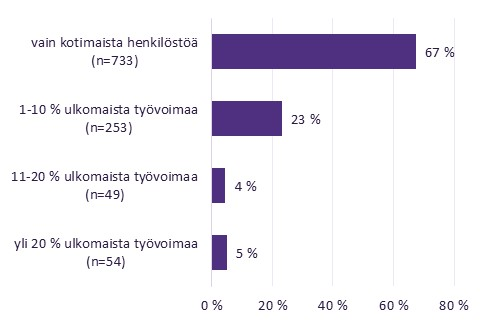 vain kotimaista henkilöstöä
(n=733)
67 %
1-10 % ulkomaista työvoimaa
(n=253)
23 %
11-20 % ulkomaista työvoimaa
(n=49)
4 %
yli 20 % ulkomaista työvoimaa
(n=54)
5 %
0 % 20 % 40 % 60 % 80 %